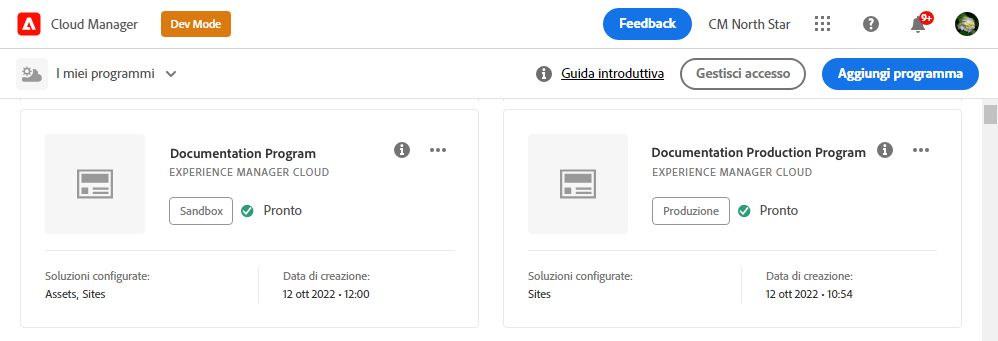 Cloud Manager
Dev Mode
Feedback
CM North Star
9+
I miei programmi
Guida introduttiva
Gestisci accesso
Aggiungi programma
Documentation Program
EXPERIENCE MANAGER CLOUD
Sandbox
Pronto
Soluzioni configurate:
Assets, Sites
Data di creazione:
12 ott 2022 • 12:00
Documentation Production Program
EXPERIENCE MANAGER CLOUD
Produzione
Pronto
Soluzioni configurate:
Sites
Data di creazione:
12 ott 2022 • 10:54